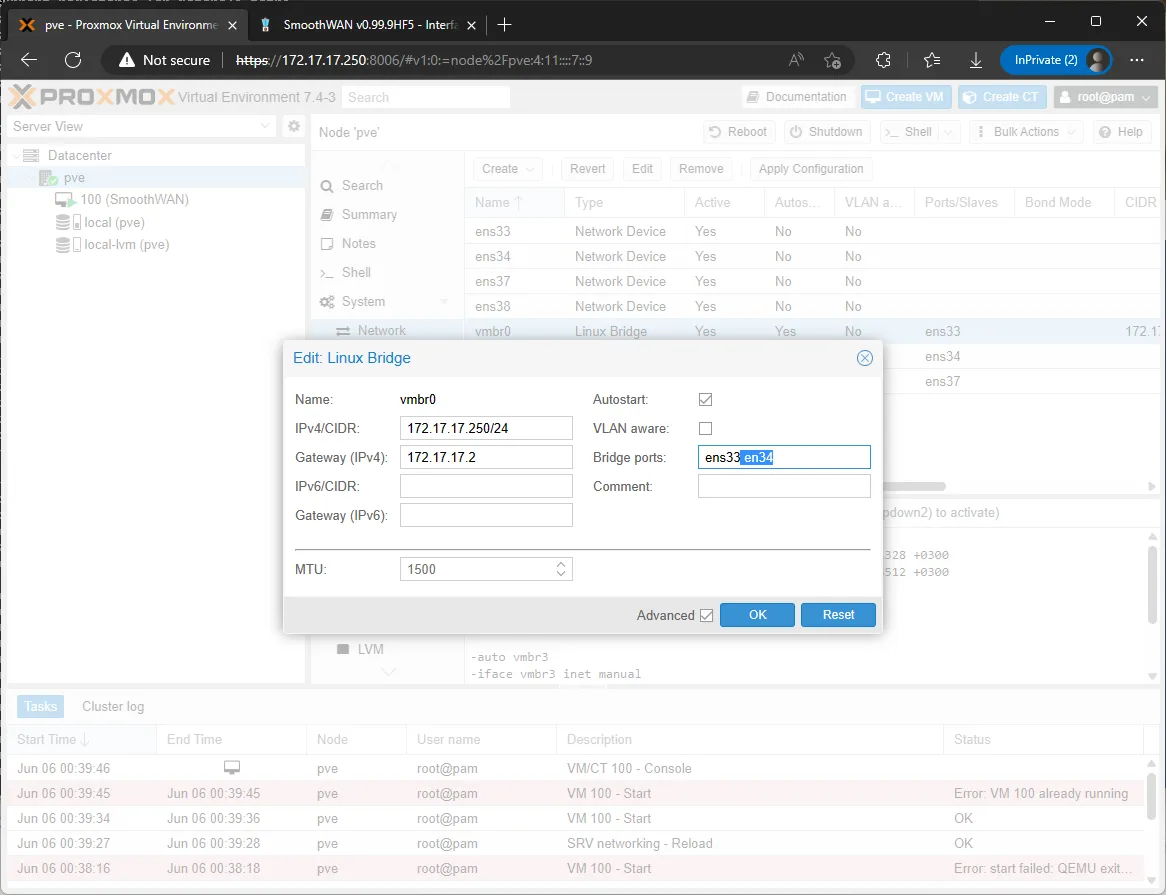 pve - Proxmox Virtual Environme
SmoothWAN v0.99.9HF5 - Interfa
Not secure
https://172.17.17.250:8006/#v1:0:=node%2Fpve:4:11::::7::9
InPrivate (2)
PROXMOX Virtual Environment 7.4-3
Search
Documentation
Create VM
Create CT
root@pam
Server View
Node 'pve'
Reboot
Shutdown
Shell
Bulk Actions
Help
Datacenter
pve
100 (SmoothWAN)
local (pve)
local-lvm (pve)
Search
Summary
Notes
Shell
System
Network
LVM
Create
Revert
Edit
Remove
Apply Configuration
Name Type Active Autos... VLAN a... Ports/Slaves Bond Mode CIDR
ens33 Network Device Yes No No
ens34 Network Device Yes No No
ens37 Network Device Yes No No
ens38 Network Device Yes No No
vmbr0 Linux Bridge Yes Yes No ens33 172.17
ens34
ens37
Edit: Linux Bridge
Name: vmbr0
IPv4/CIDR: 172.17.17.250/24
Gateway (IPv4): 172.17.17.2
IPv6/CIDR:
Gateway (IPv6):
Autostart:
VLAN aware:
Bridge ports: ens33 en34
Comment:
MTU: 1500
Advanced
OK
Reset
pdown2) to activate)
328 +0300
512 +0300
-auto vmbr3
-iface vmbr3 inet manual
Tasks
Cluster log
Start Time End Time Node User name Description Status
Jun 06 00:39:46 pve root@pam VM/CT 100 - Console
Jun 06 00:39:45 Jun 06 00:39:45 pve root@pam VM 100 - Start Error: VM 100 already running
Jun 06 00:39:34 Jun 06 00:39:36 pve root@pam VM 100 - Start OK
Jun 06 00:39:27 Jun 06 00:39:28 pve root@pam SRV networking - Reload OK
Jun 06 00:38:16 Jun 06 00:38:18 pve root@pam VM 100 - Start Error: start failed: QEMU exit...